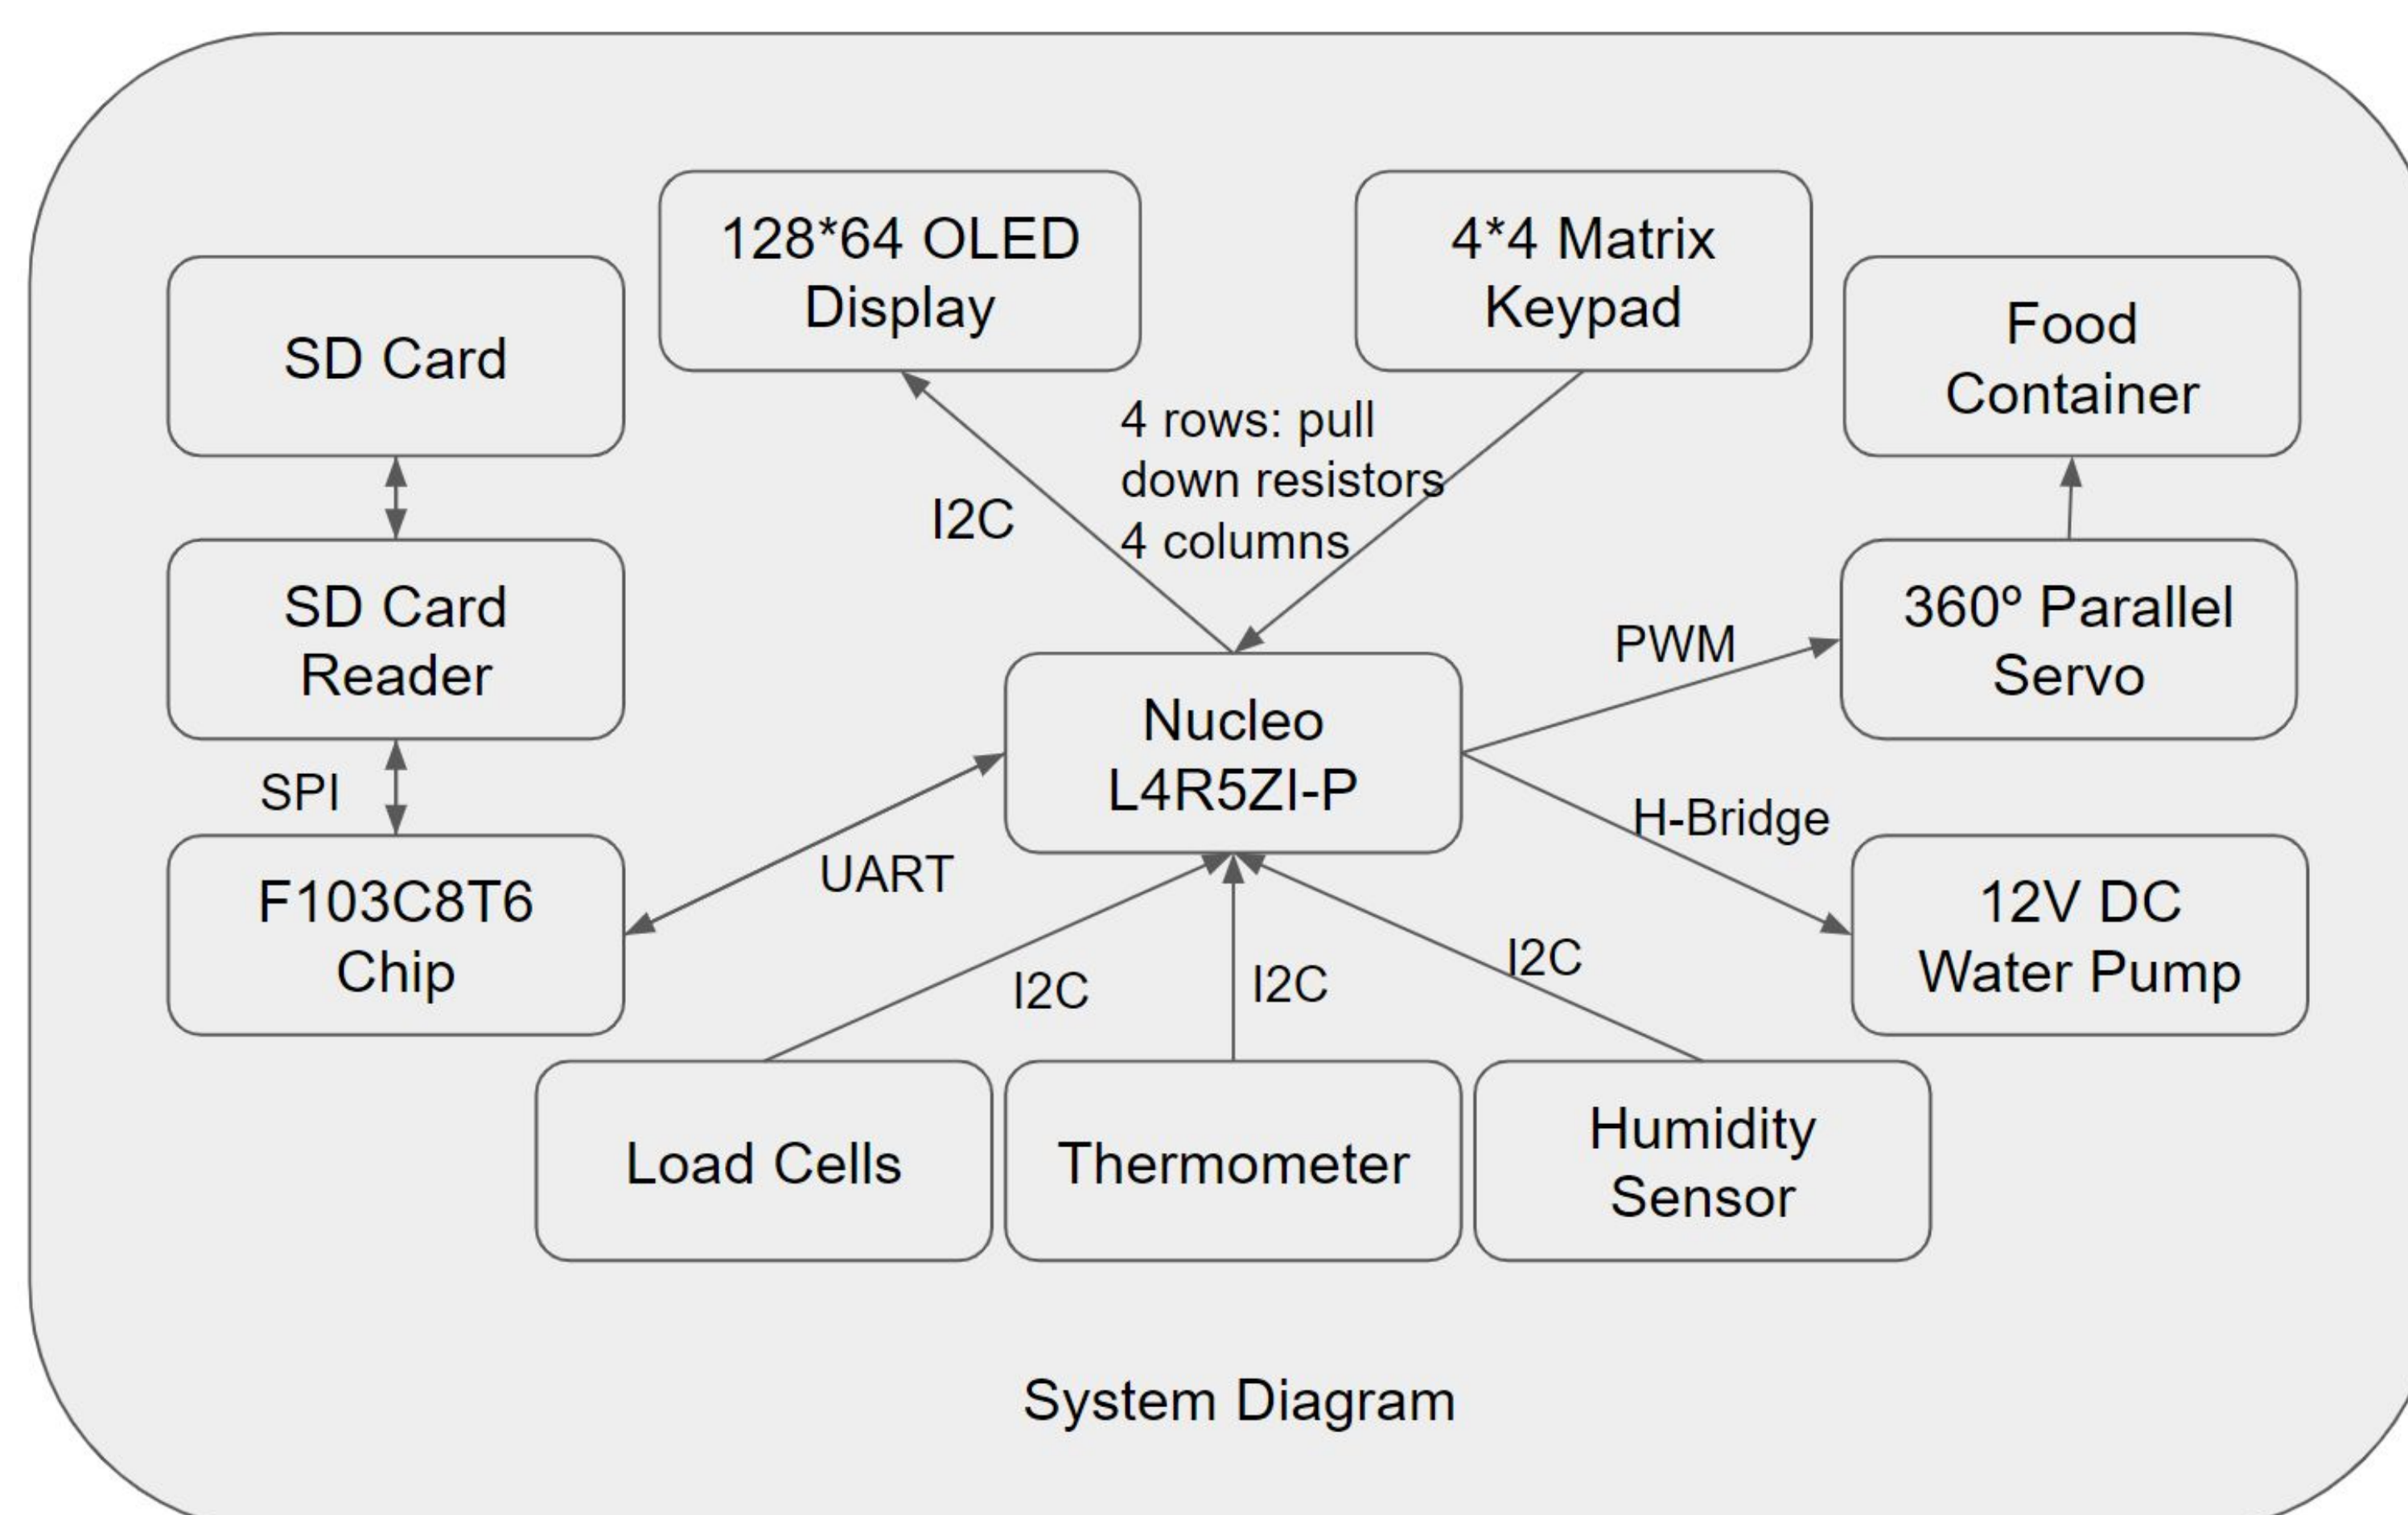 128*64 OLED
Display
4*4 Matrix
Keypad
SD Card
Food
Container
4 rows: pull
down resistors
4 columns
I2C
SD Card
Reader
360º Parallel
Servo
PWM
Nucleo
L4R5ZI-P
SPI
H-Bridge
UART
F103C8T6
Chip
12V DC
Water Pump
I2C
I2C
I2C
Load Cells
Thermometer
Humidity
Sensor
System Diagram